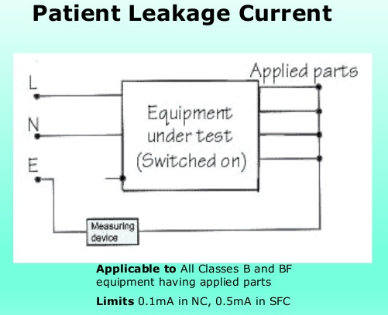 Patient Leakage Current
Applied parts
L
N
E
Equipment
under test
(Switched on)
Measuring
device
Applicable to All Classes B and BF
equipment having applied parts
Limits 0.1mA in NC, 0.5mA in SFC